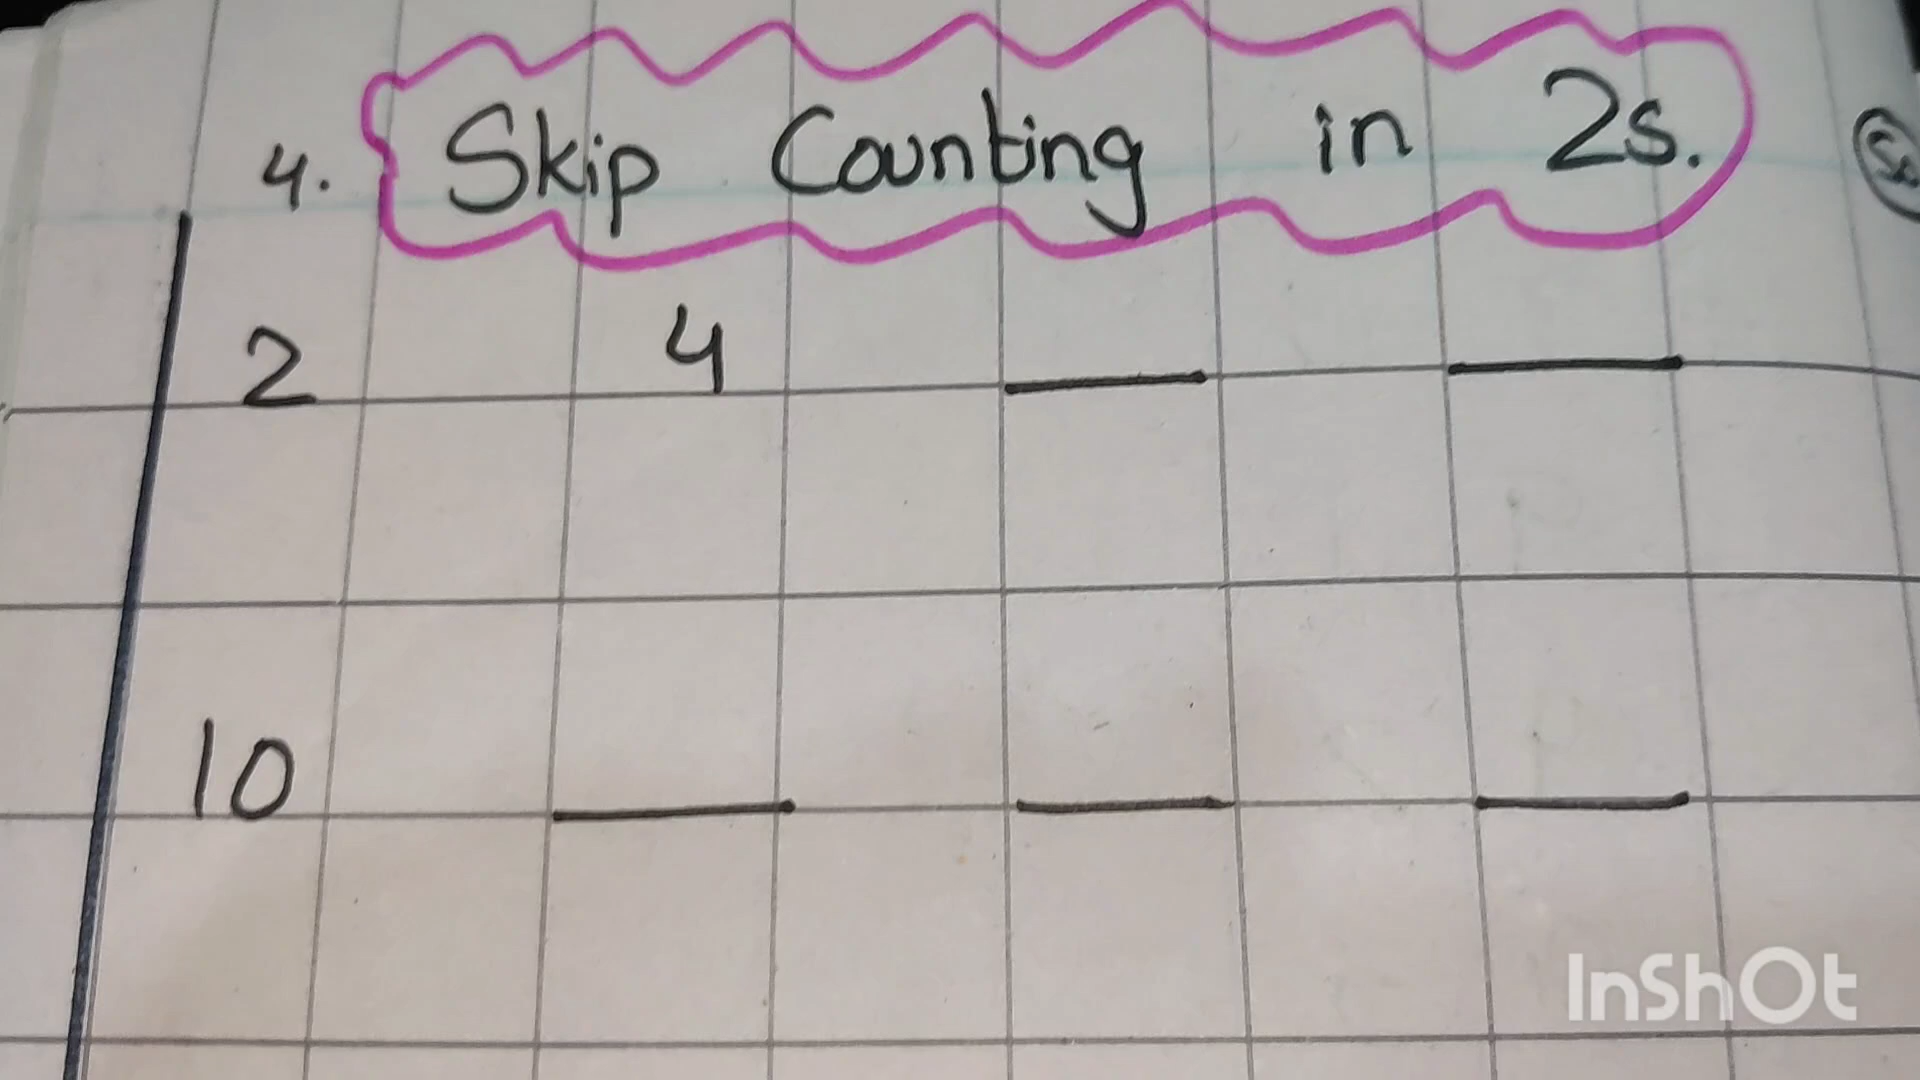 4. Skip Counting in 2s.
2 4 ___ ___
10 ___ ___ ___
InShOt